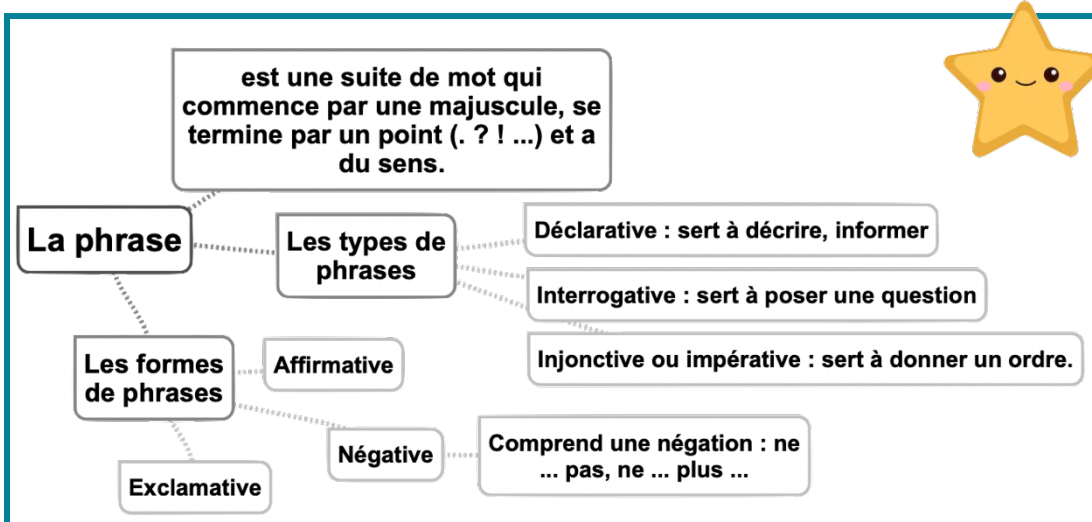 est une suite de mot qui
commence par une majuscule, se
termine par un point (. ? ! ...) et a
du sens.
La phrase
Les types de
phrases
Déclarative : sert à décrire, informer
Interrogative : sert à poser une question
Injonctive ou impérative : sert à donner un ordre.
Les formes
de phrases
Affirmative
Négative
Comprend une négation : ne
... pas, ne ... plus ...
Exclamative